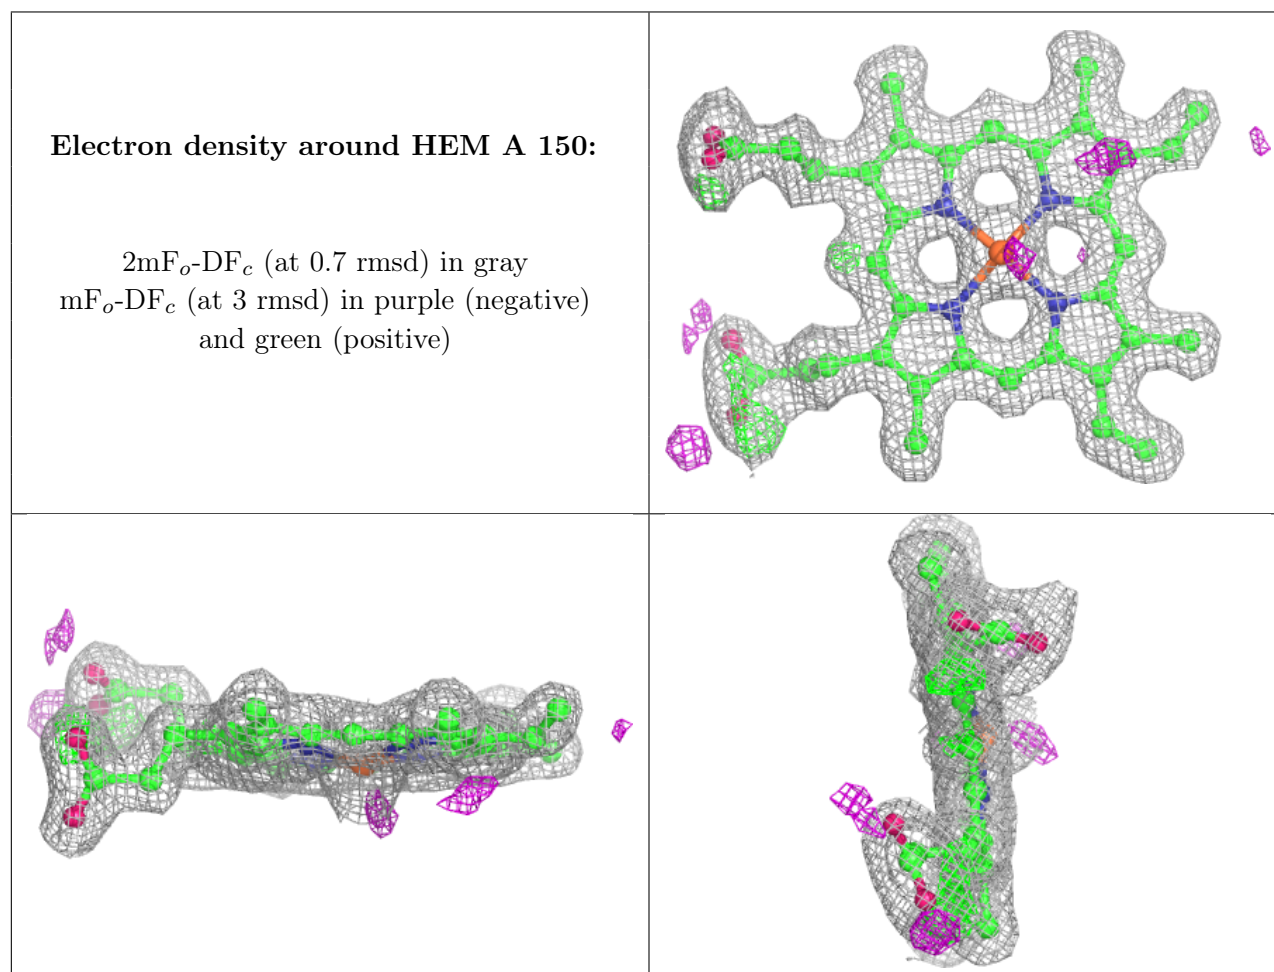 Electron density around HEM A 150:
2mFo-DFc (at 0.7 rmsd) in gray
mFo-DFc (at 3 rmsd) in purple (negative)
and green (positive)